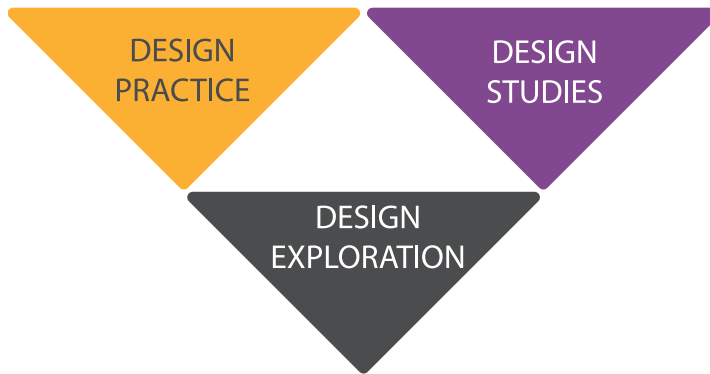 DESIGN
PRACTICE
DESIGN
STUDIES
DESIGN
EXPLORATION